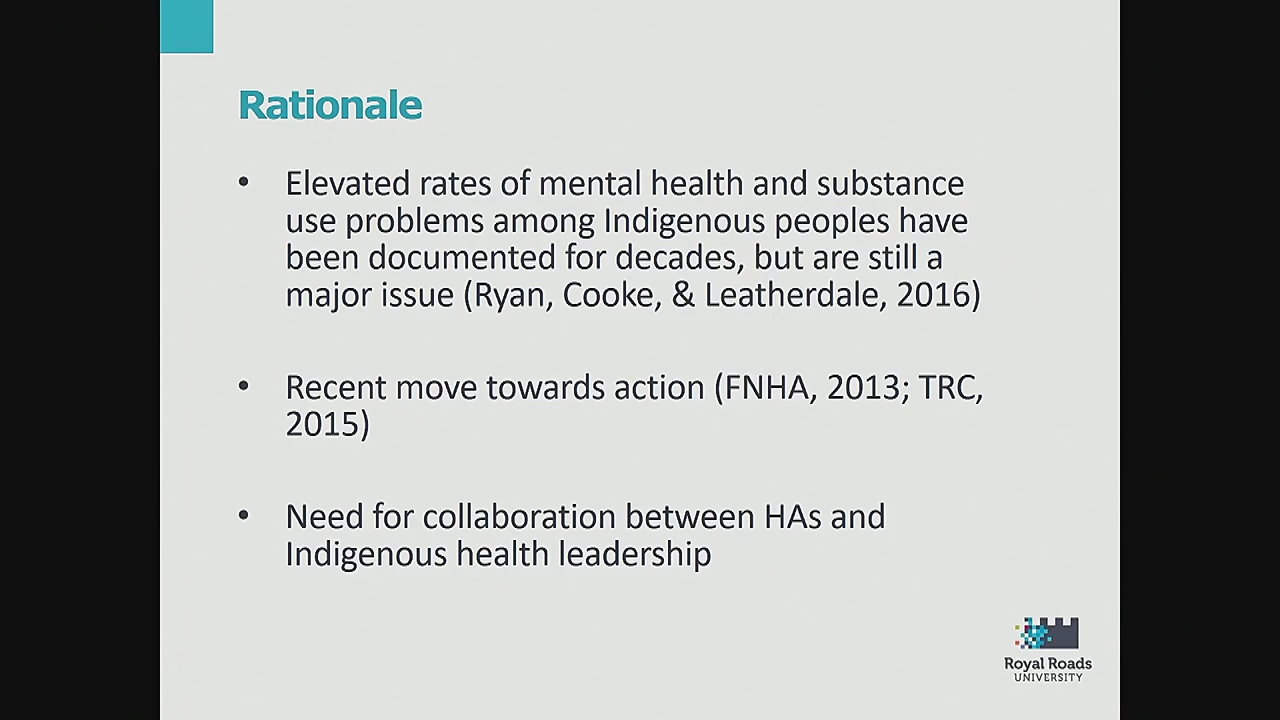 Rationale
• Elevated rates of mental health and substance
use problems among Indigenous peoples have
been documented for decades, but are still a
major issue (Ryan, Cooke, & Leatherdale, 2016)
• Recent move towards action (FNHA, 2013; TRC,
2015)
• Need for collaboration between HAs and
Indigenous health leadership
Royal Roads
UNIVERSITY